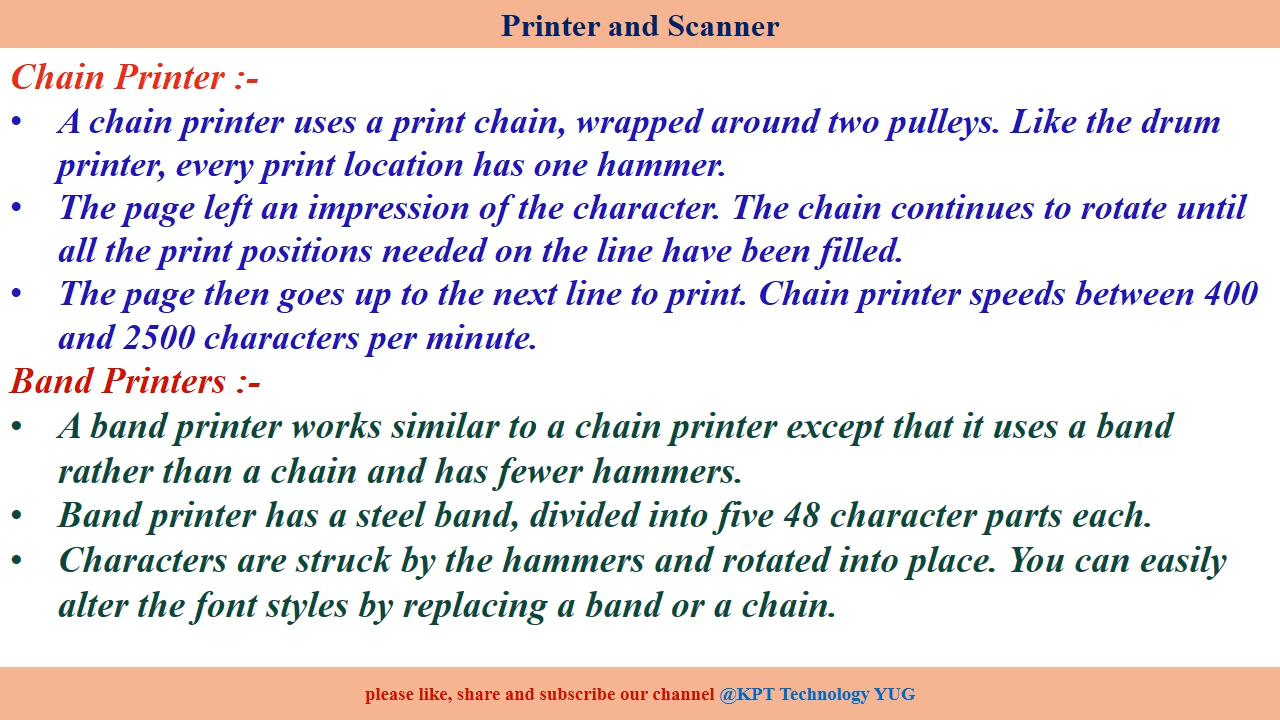 Printer and Scanner
Chain Printer :-
• A chain printer uses a print chain, wrapped around two pulleys. Like the drum
printer, every print location has one hammer.
• The page left an impression of the character. The chain continues to rotate until
all the print positions needed on the line have been filled.
• The page then goes up to the next line to print. Chain printer speeds between 400
and 2500 characters per minute.
Band Printers :-
• A band printer works similar to a chain printer except that it uses a band
rather than a chain and has fewer hammers.
• Band printer has a steel band, divided into five 48 character parts each.
• Characters are struck by the hammers and rotated into place. You can easily
alter the font styles by replacing a band or a chain.
please like, share and subscribe our channel @KPT Technology YUG